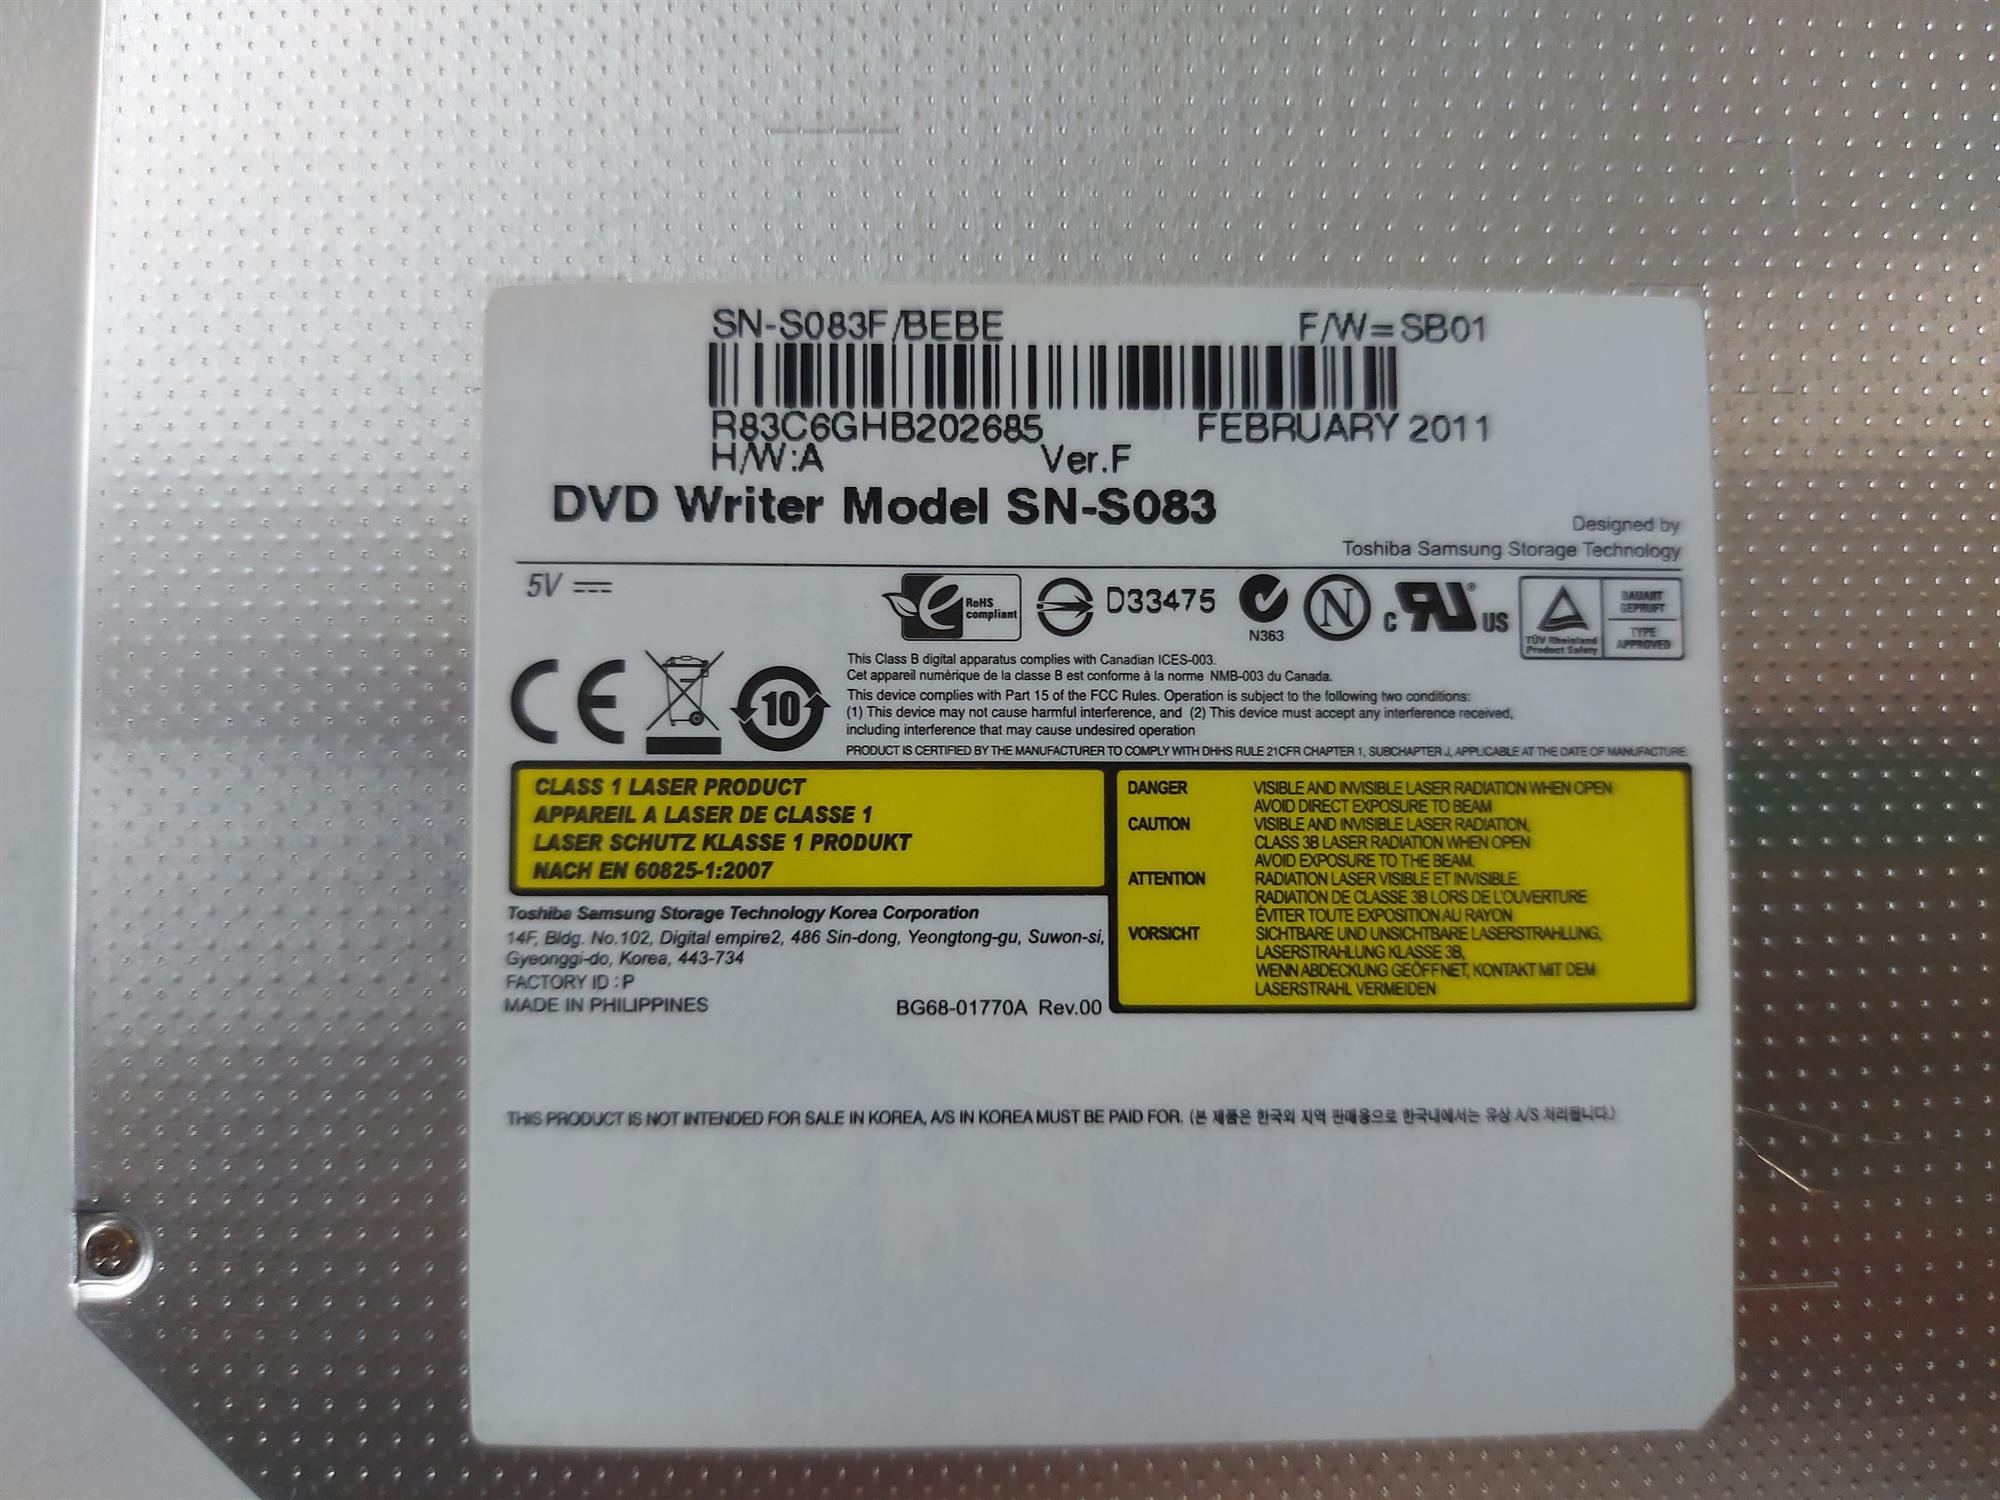 SN-S083F/BEBE F/W=SB01
R83C6GHB202685 FEBRUARY 2011
H/W:A Ver.F
DVD Writer Model SN-S083
Designed by
Toshiba Samsung Storage Technology
5V
RoHS
compliant
D33475
N363
N
c RU US
TÜV Rheinland
Product Safety
BAUART
GEPRÜFT
TYPE
APPROVED
CE
10
This Class B digital apparatus complies with Canadian ICES-003.
Cet appareil numérique de la classe B est conforme à la norme NMB-003 du Canada.
This device complies with Part 15 of the FCC Rules. Operation is subject to the following two conditions:
(1) This device may not cause harmful interference, and (2) This device must accept any interference received,
including interference that may cause undesired operation
PRODUCT IS CERTIFIED BY THE MANUFACTURER TO COMPLY WITH DHHS RULE 21CFR CHAPTER 1, SUBCHAPTER J, APPLICABLE AT THE DATE OF MANUFACTURE.
CLASS 1 LASER PRODUCT
APPAREIL A LASER DE CLASSE 1
LASER SCHUTZ KLASSE 1 PRODUKT
NACH EN 60825-1:2007
DANGER VISIBLE AND INVISIBLE LASER RADIATION WHEN OPEN
AVOID DIRECT EXPOSURE TO BEAM
CAUTION VISIBLE AND INVISIBLE LASER RADIATION,
CLASS 3B LASER RADIATION WHEN OPEN
AVOID EXPOSURE TO THE BEAM.
ATTENTION RADIATION LASER VISIBLE ET INVISIBLE.
RADIATION DE CLASSE 3B LORS DE L'OUVERTURE
ÉVITER TOUTE EXPOSITION AU RAYON
VORSICHT SICHTBARE UND UNSICHTBARE LASERSTRAHLUNG,
LASERSTRAHLUNG KLASSE 3B,
WENN ABDECKUNG GEÖFFNET, KONTAKT MIT DEM
LASERSTRAHL VERMEIDEN
Toshiba Samsung Storage Technology Korea Corporation
14F, Bldg. No.102, Digital empire2, 486 Sin-dong, Yeongtong-gu, Suwon-si,
Gyeonggi-do, Korea, 443-734
FACTORY ID : P
MADE IN PHILIPPINES BG68-01770A Rev.00
THIS PRODUCT IS NOT INTENDED FOR SALE IN KOREA, A/S IN KOREA MUST BE PAID FOR. (본 제품은 한국외 지역 판매용으로 한국내에서는 유상 A/S 처리됩니다.)